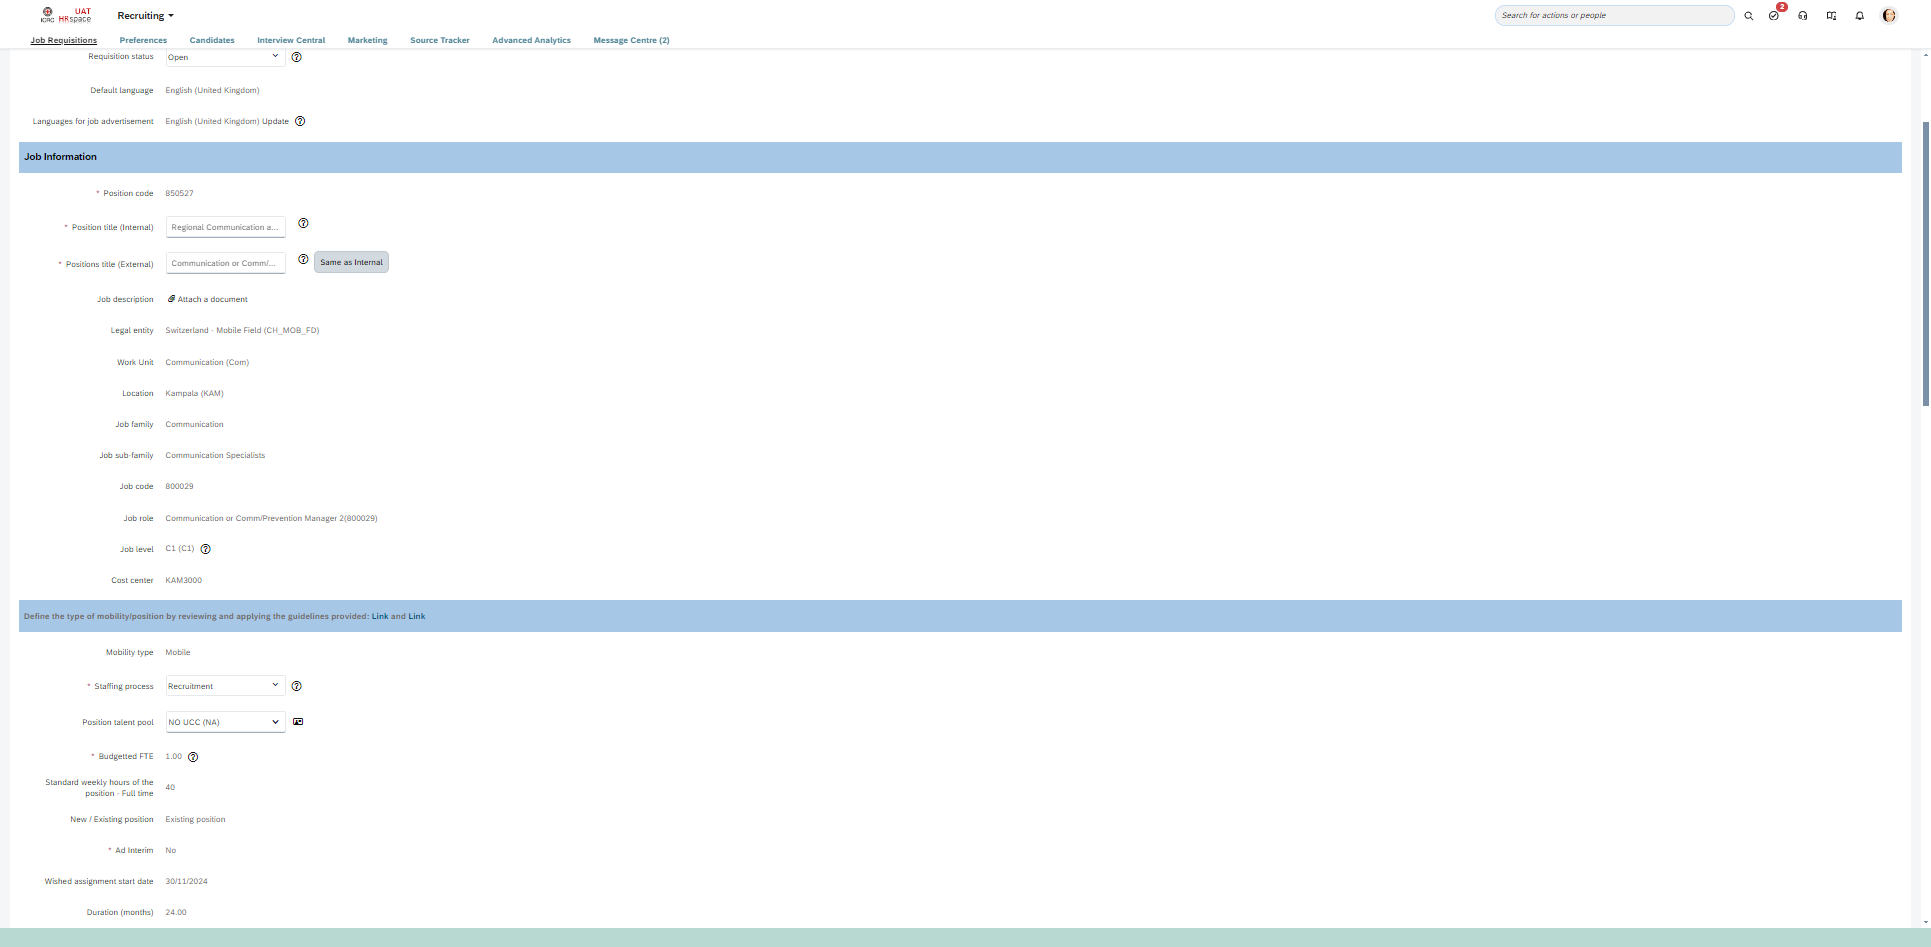 ICRC UAT HRspace Recruiting Search for actions or people 2
Job Requisitions Preferences Candidates Interview Central Marketing Source Tracker Advanced Analytics Message Centre (2)
Requisition status Open
Default language English (United Kingdom)
Languages for job advertisement English (United Kingdom) Update
Job Information
* Position code 850527
* Position title (Internal) Regional Communication a...
* Positions title (External) Communication or Comm/... Same as Internal
Job description Attach a document
Legal entity Switzerland - Mobile Field (CH_MOB_FD)
Work Unit Communication (Com)
Location Kampala (KAM)
Job family Communication
Job sub-family Communication Specialists
Job code 800029
Job role Communication or Comm/Prevention Manager 2(800029)
Job level C1 (C1)
Cost center KAM3000
Define the type of mobility/position by reviewing and applying the guidelines provided: Link and Link
Mobility type Mobile
* Staffing process Recruitment
Position talent pool NO UCC (NA)
* Budgetted FTE 1.00
Standard weekly hours of the
position - Full time 40
New / Existing position Existing position
* Ad Interim No
Wished assignment start date 30/11/2024
Duration (months) 24.00